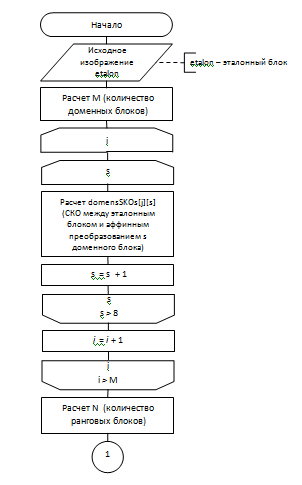 Начало
Исходное
изображение
etalon
etalon – эталонный блок
Расчет M (количество
доменных блоков)
i
s
Расчет domensSKOs[j][s]
(СКО между эталонным
блоком и аффинным
преобразованием s
доменного блока)
s = s + 1
s
s > 8
i = i + 1
i
i > M
Расчет N (количество
ранговых блоков)
1